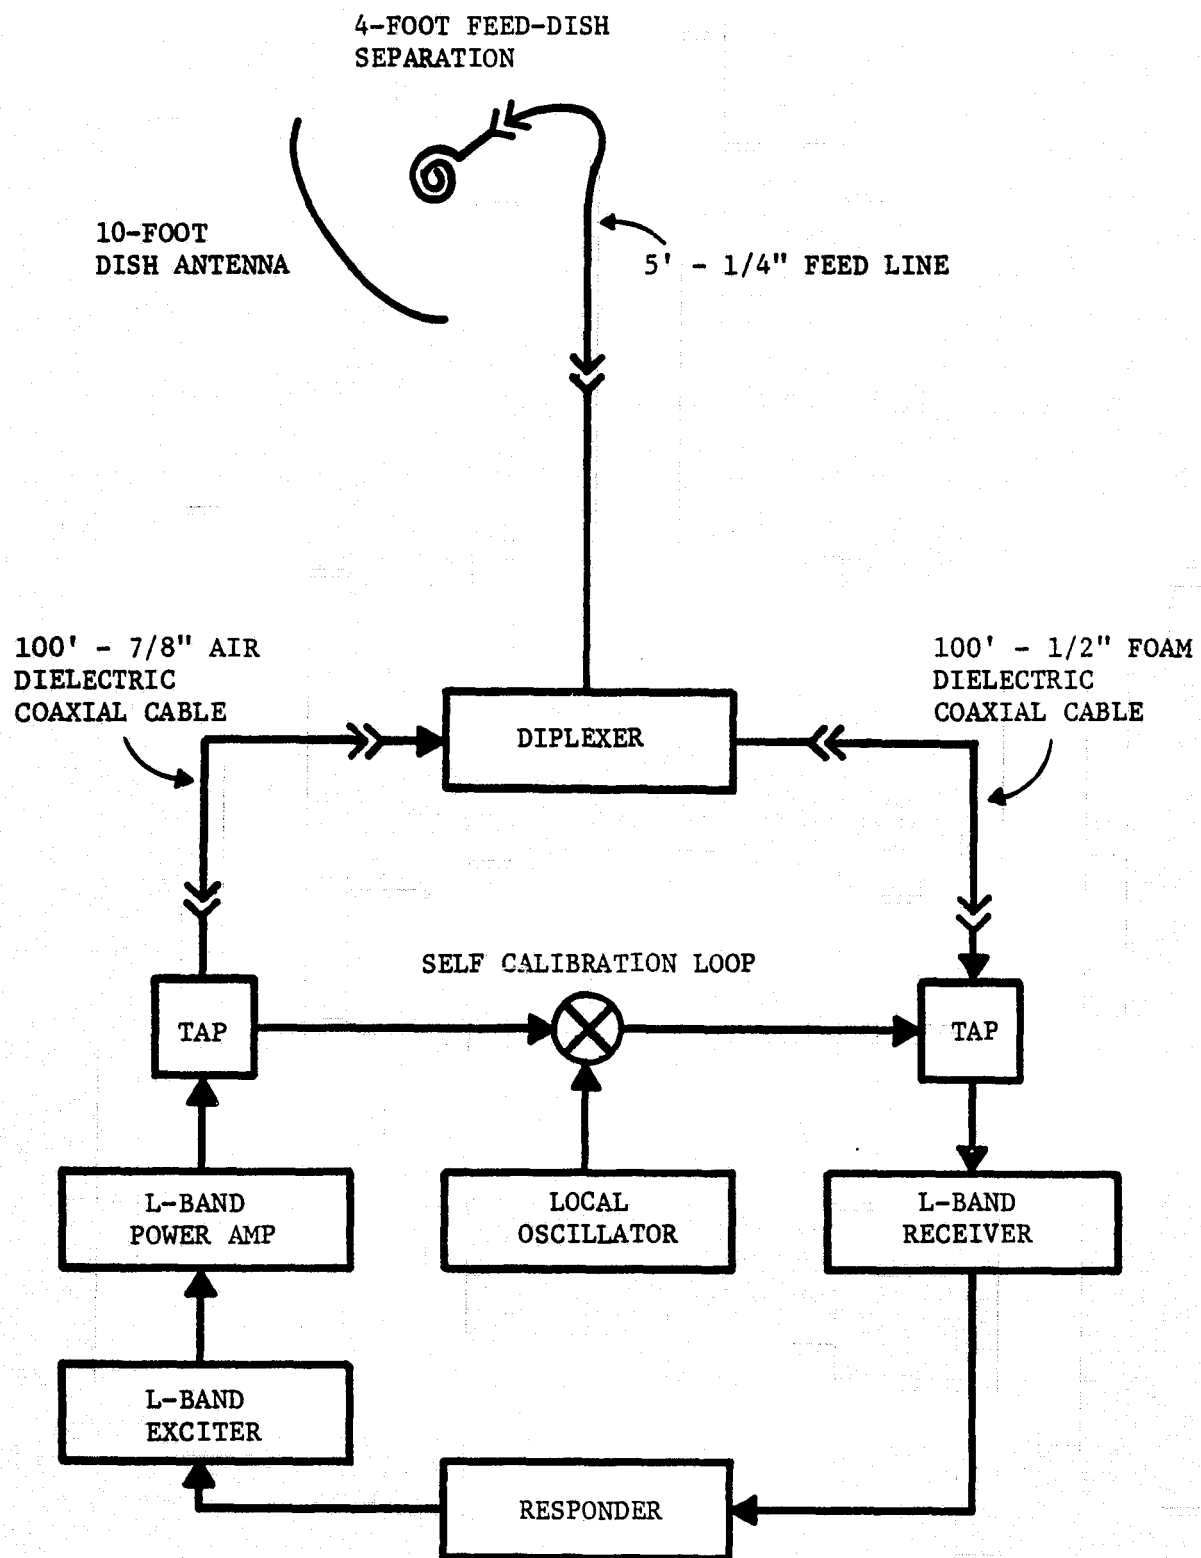 4-FOOT FEED-DISH
SEPARATION
10-FOOT
DISH ANTENNA
5' - 1/4" FEED LINE
100' - 7/8" AIR
DIELECTRIC
COAXIAL CABLE
100' - 1/2" FOAM
DIELECTRIC
COAXIAL CABLE
DIPLEXER
SELF CALIBRATION LOOP
TAP
TAP
L-BAND
POWER AMP
LOCAL
OSCILLATOR
L-BAND
RECEIVER
L-BAND
EXCITER
RESPONDER